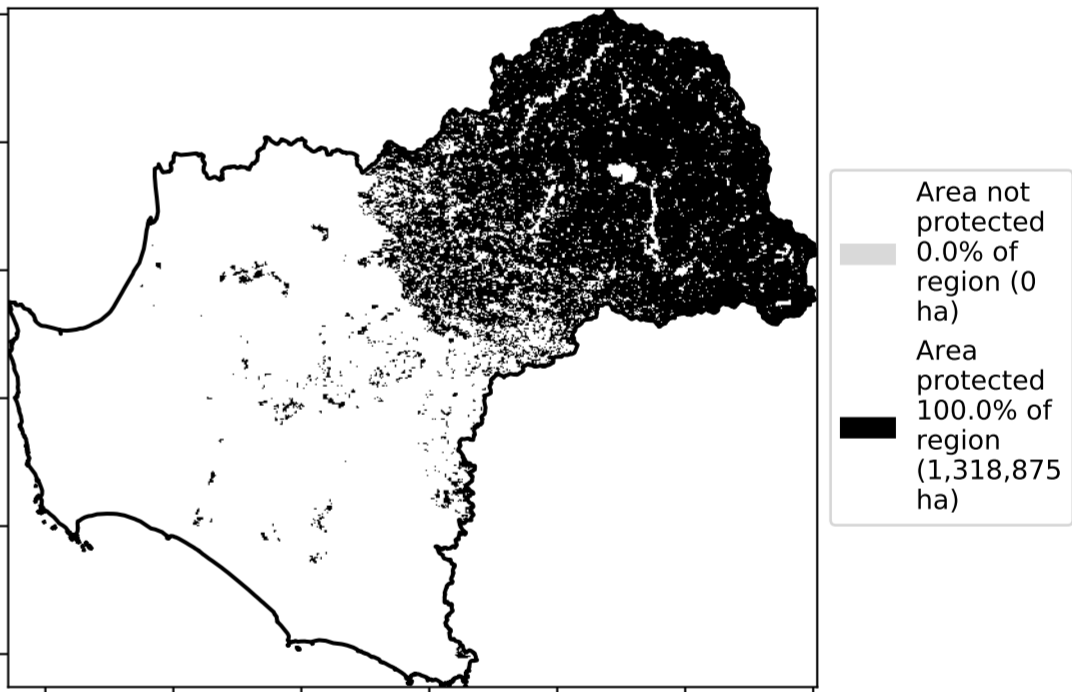 Area not
protected
0.0% of
region (0
ha)
Area
protected
100.0% of
region
(1,318,875
ha)